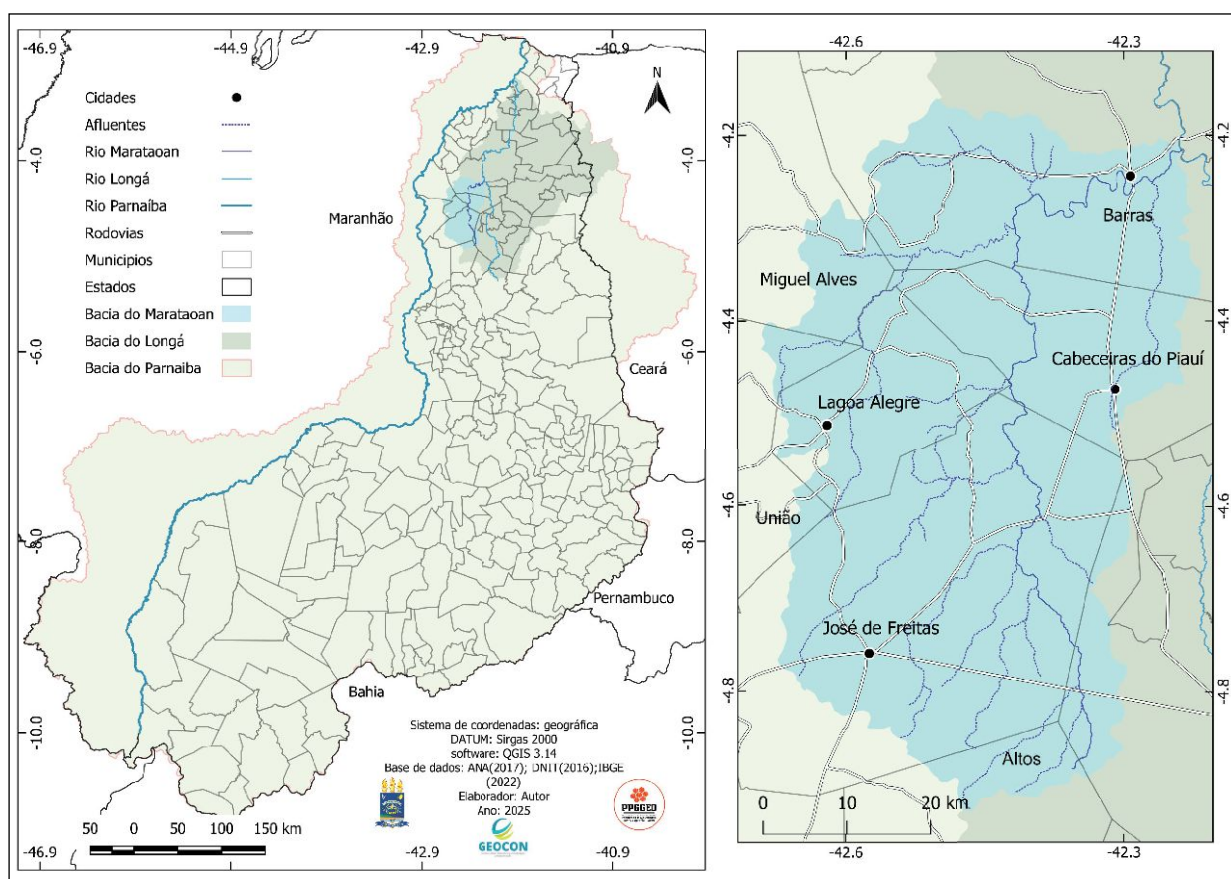 -46.9
-44.9
-42.9
-40.9
N
Cidades
Afluentes
Rio Marataoan
Rio Longá
Rio Parnaíba
Rodovias
Municipios
Estados
Bacia do Marataoan
Bacia do Longá
Bacia do Parnaiba
-4.0
-6.0
-8.0
-10.0
Maranhão
Ceará
Pernambuco
Bahia
-4.0
-6.0
-8.0
-10.0
Sistema de coordenadas: geográfica
DATUM: Sirgas 2000
software: QGIS 3.14
Base de dados: ANA(2017); DNIT(2016);IBGE
(2022)
Elaborador: Autor
Ano: 2025
PPGGEO
GEOCON
50 0 50 100 150 km
-46.9
-44.9
-42.9
-40.9
-42.6
-42.3
-4.2
-4.2
Barras
Miguel Alves
-4.4
-4.4
Cabeceiras do Piauí
Lagoa Alegre
-4.6
-4.6
União
José de Freitas
-4.8
-4.8
Altos
0 10 20 km
-42.6
-42.3